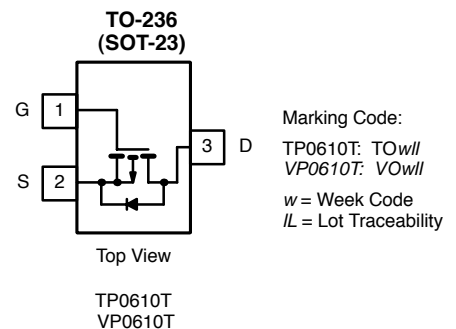 TO-236
(SOT-23)
G 1
3 D
S 2
Top View
TP0610T
VP0610T
Marking Code:
TP0610T: TOwll
VP0610T: VOwll
w = Week Code
lL = Lot Traceability